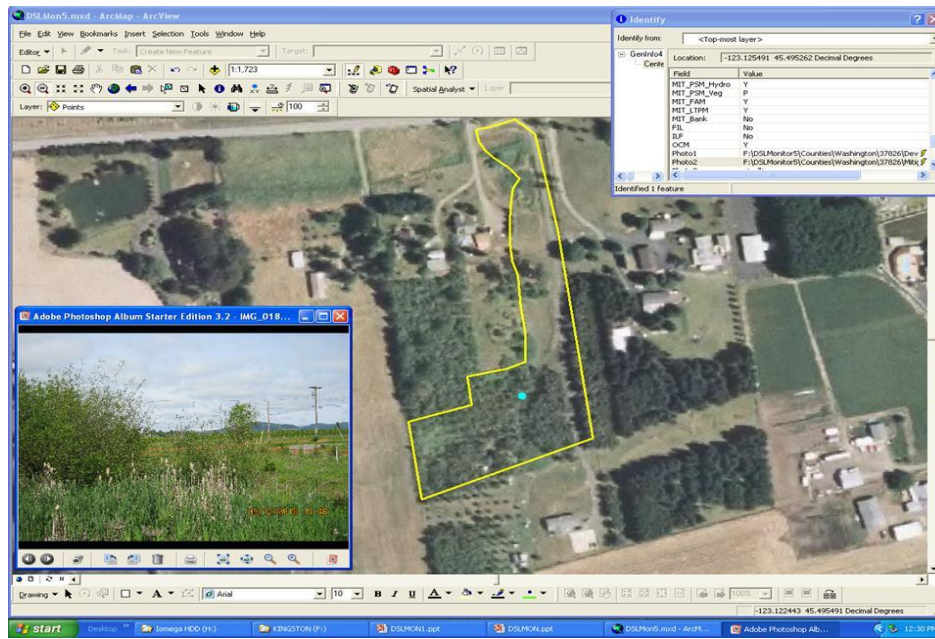 DSLMon5.mxd - ArcMap - ArcView
File Edit View Bookmarks Insert Selection Tools Window Help
Editor Task: Create New Feature Target:
1:1,723
Spatial Analyst Layer:
Layer: Points 100
Identify
Identify from: <Top-most layer>
GenInfo4
Cente
Location: -123.125491 45.495262 Decimal Degrees
Field Value
MIT_PSM_Hydro Y
MIT_PSM_Veg P
MIT_FAM Y
MIT_LTPM Y
MIT_Bank No
FIL No
ILF No
OCM Y
Photo1 F:\DSLMonitor5\Counties\Washington\37826\Dev
Photo2 F:\DSLMonitor5\Counties\Washington\37826\Mitig
Identified 1 feature
Adobe Photoshop Album Starter Edition 3.2 - IMG_018...
Drawing A Arial 10 B I U A 100%
-123.122443 45.495491 Decimal Degrees
start Desktop Iomega HDD (H:) KINGSTON (F:) DSLMON1.ppt DSLMON.ppt DSLMon5.mxd - ArcM... Adobe Photoshop Alb... 12:30 PM